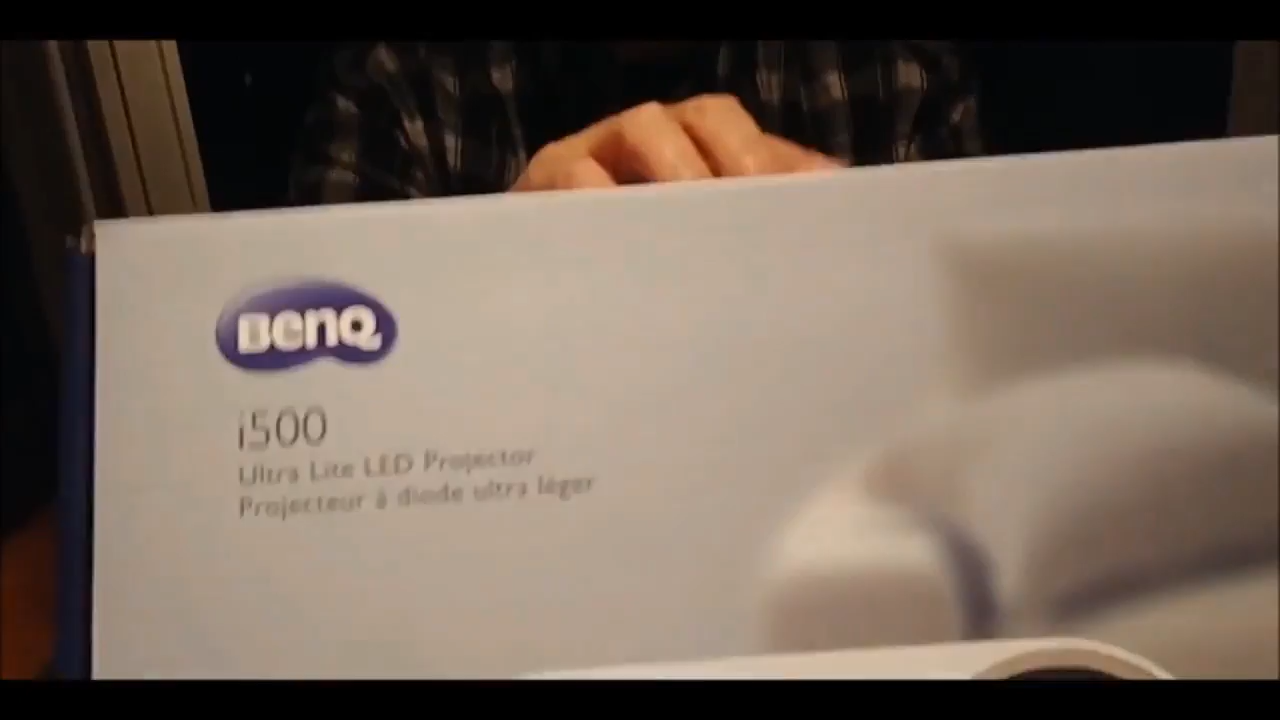 BenQ
i500
Ultra Lite LED Projector
Projecteur à diode ultra léger